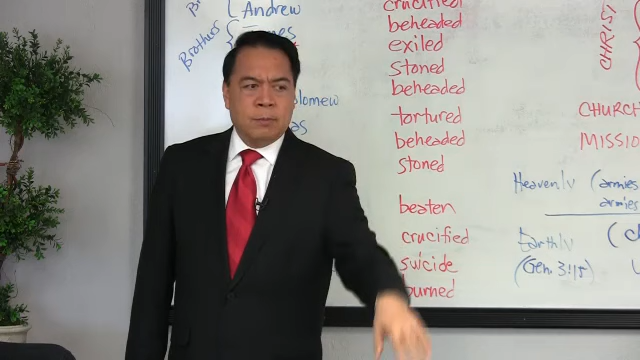 Andrew
Brothers
James
crucified
beheaded
exiled
stoned
beheaded
tortured
beheaded
stoned
beaten
crucified
suicide
burned
CHRIST
CHURCH
MISSIO
Heavenly (armies
armies
Earthly
(Gen. 3:15)